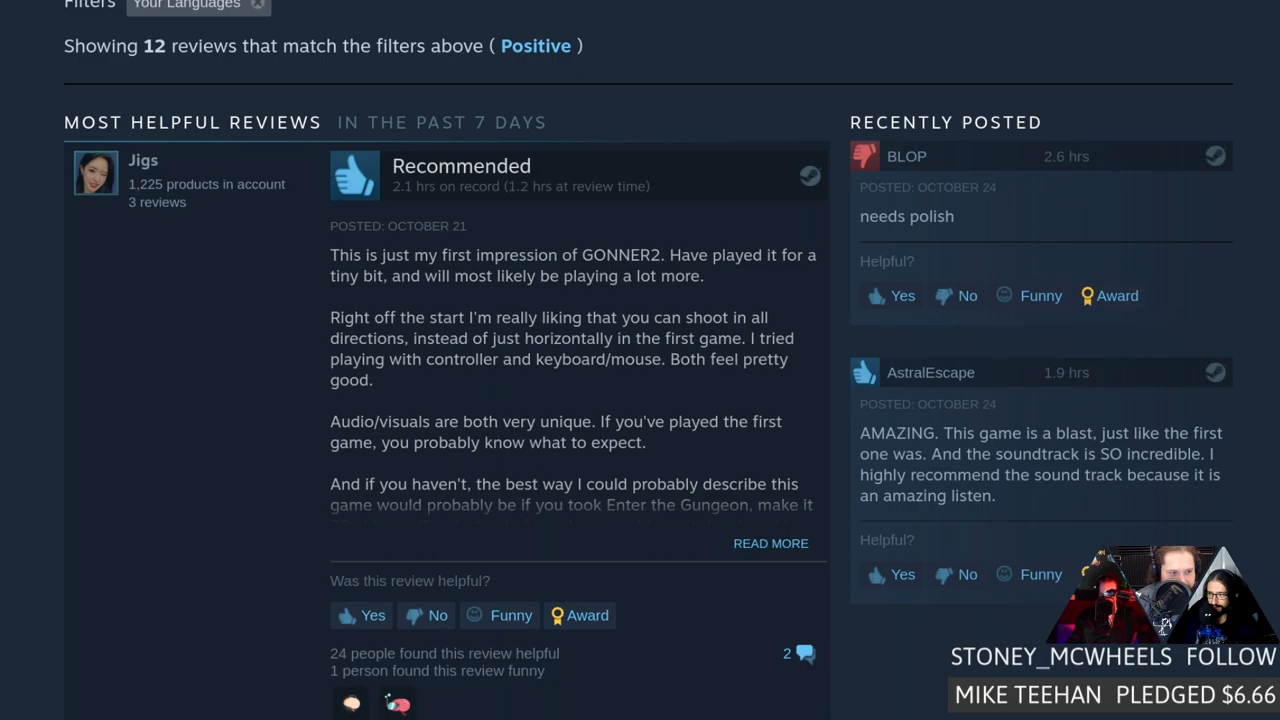 Filters Your Languages
Showing 12 reviews that match the filters above ( Positive )
MOST HELPFUL REVIEWS IN THE PAST 7 DAYS
Jigs
1,225 products in account
3 reviews
Recommended
2.1 hrs on record (1.2 hrs at review time)
POSTED: OCTOBER 21
This is just my first impression of GONNER2. Have played it for a
tiny bit, and will most likely be playing a lot more.
Right off the start I'm really liking that you can shoot in all
directions, instead of just horizontally in the first game. I tried
playing with controller and keyboard/mouse. Both feel pretty
good.
Audio/visuals are both very unique. If you've played the first
game, you probably know what to expect.
And if you haven't, the best way I could probably describe this
game would probably be if you took Enter the Gungeon, make it
READ MORE
Was this review helpful?
Yes No Funny Award
24 people found this review helpful
1 person found this review funny
2
RECENTLY POSTED
BLOP 2.6 hrs
POSTED: OCTOBER 24
needs polish
Helpful?
Yes No Funny Award
AstralEscape 1.9 hrs
POSTED: OCTOBER 24
AMAZING. This game is a blast, just like the first
one was. And the soundtrack is SO incredible. I
highly recommend the sound track because it is
an amazing listen.
Helpful?
Yes No Funny
STONEY_MCWHEELS FOLLOW
MIKE TEEHAN PLEDGED $6.66